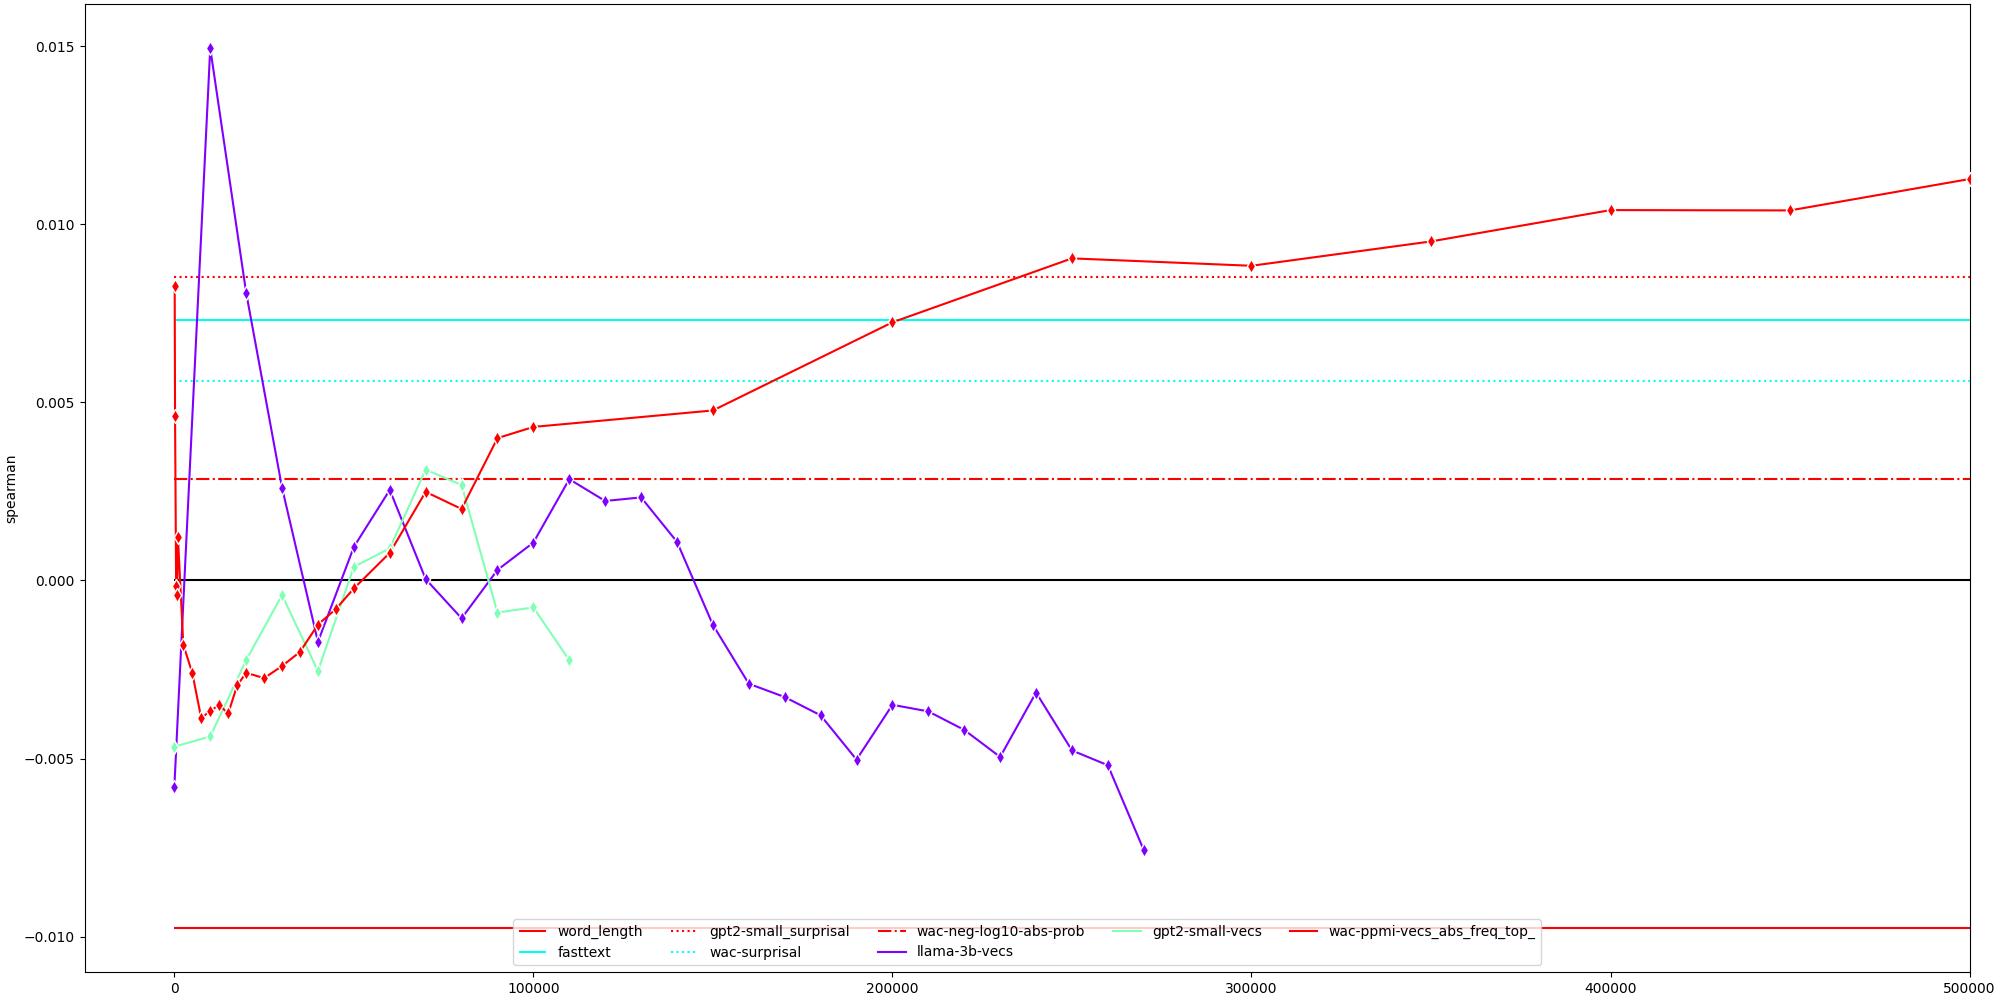 0.015
0.010
0.005
0.000
−0.005
−0.010
spearman
word_length gpt2-small_surprisal wac-neg-log10-abs-prob gpt2-small-vecs wac-ppmi-vecs_abs_freq_top_
fasttext wac-surprisal llama-3b-vecs
0 100000 200000 300000 400000 500000